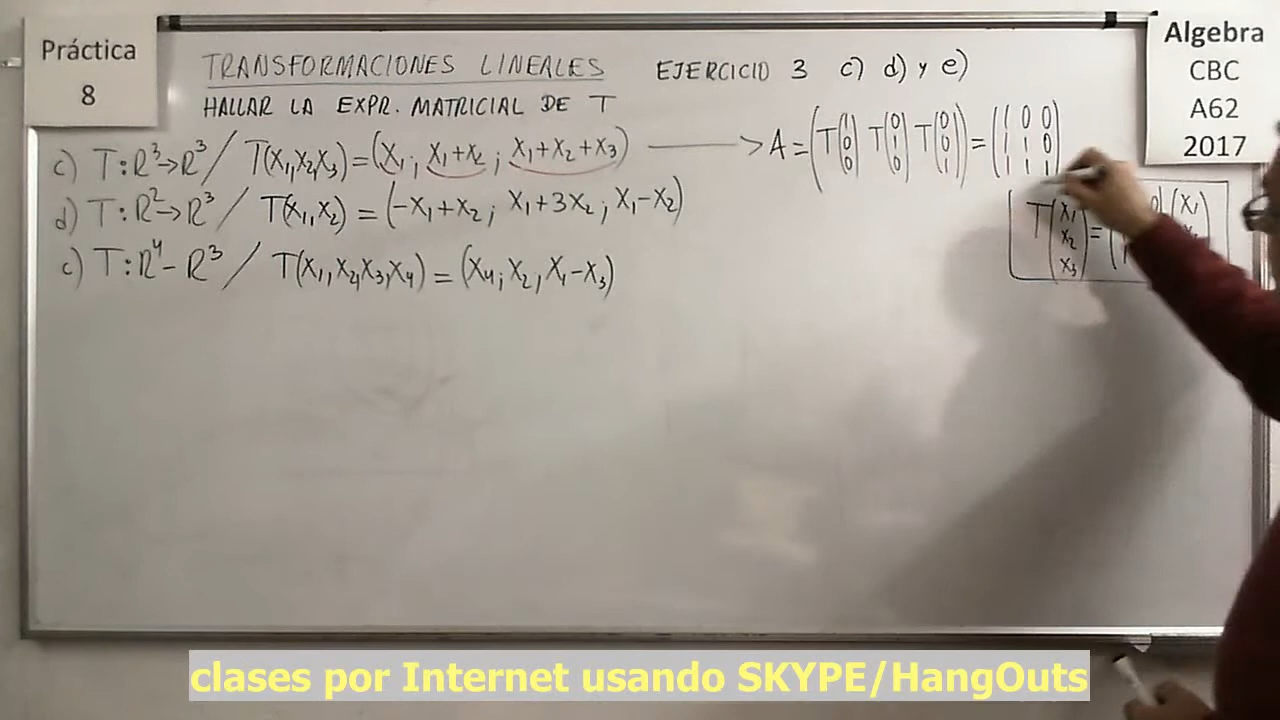 Práctica
8
TRANSFORMACIONES LINEALES EJERCICIO 3 c) d) y e)
HALLAR LA EXPR. MATRICIAL DE T
c) T: R³→R³ / T(x₁,x₂,x₃)=(x₁; x₁+x₂; x₁+x₂+x₃) → A = (T(1 0 0) T(0 1 0) T(0 0 1)) = (1 0 0
1 1 0
1 1 1)
d) T: R²→R³ / T(x₁,x₂) = (-x₁+x₂; x₁+3x₂; x₁-x₂)
c) T: R⁴-R³ / T(x₁,x₂,x₃,x₄) = (x₄; x₂, x₁-x₃)
T(x₁
x₂
x₃) =
Algebra
CBC
A62
2017
clases por Internet usando SKYPE/HangOuts